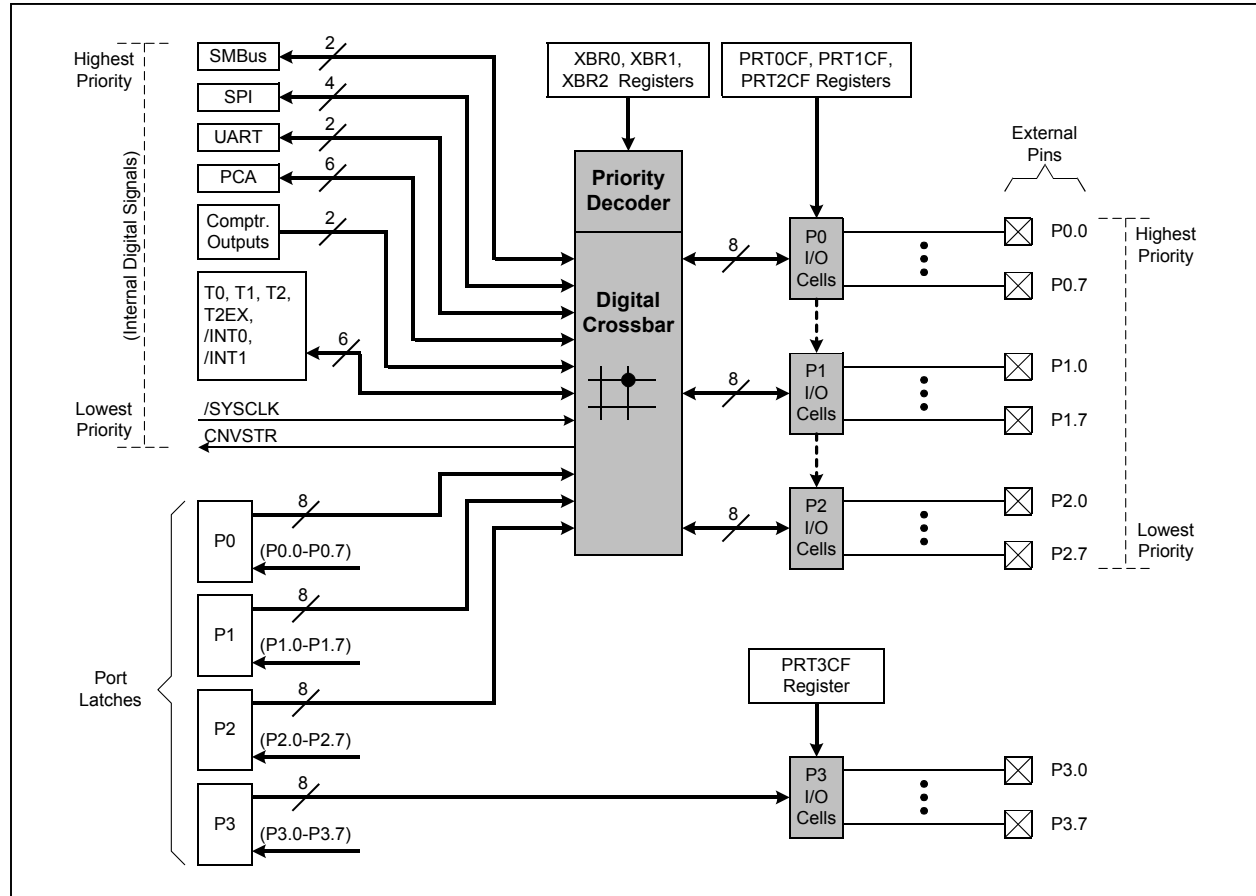 Highest
Priority
(Internal Digital Signals)
Lowest
Priority
SMBus
2
SPI
4
UART
2
PCA
6
Comptr.
Outputs
2
T0, T1, T2,
T2EX,
/INT0,
/INT1
6
/SYSCLK
CNVSTR
XBR0, XBR1,
XBR2 Registers
PRT0CF, PRT1CF,
PRT2CF Registers
Priority
Decoder
Digital
Crossbar
8
P0
I/O
Cells
8
P1
I/O
Cells
8
P2
I/O
Cells
External
Pins
P0.0
P0.7
P1.0
P1.7
P2.0
P2.7
Highest
Priority
Lowest
Priority
Port
Latches
P0
8
(P0.0-P0.7)
P1
8
(P1.0-P1.7)
P2
8
(P2.0-P2.7)
P3
8
(P3.0-P3.7)
PRT3CF
Register
P3
I/O
Cells
P3.0
P3.7